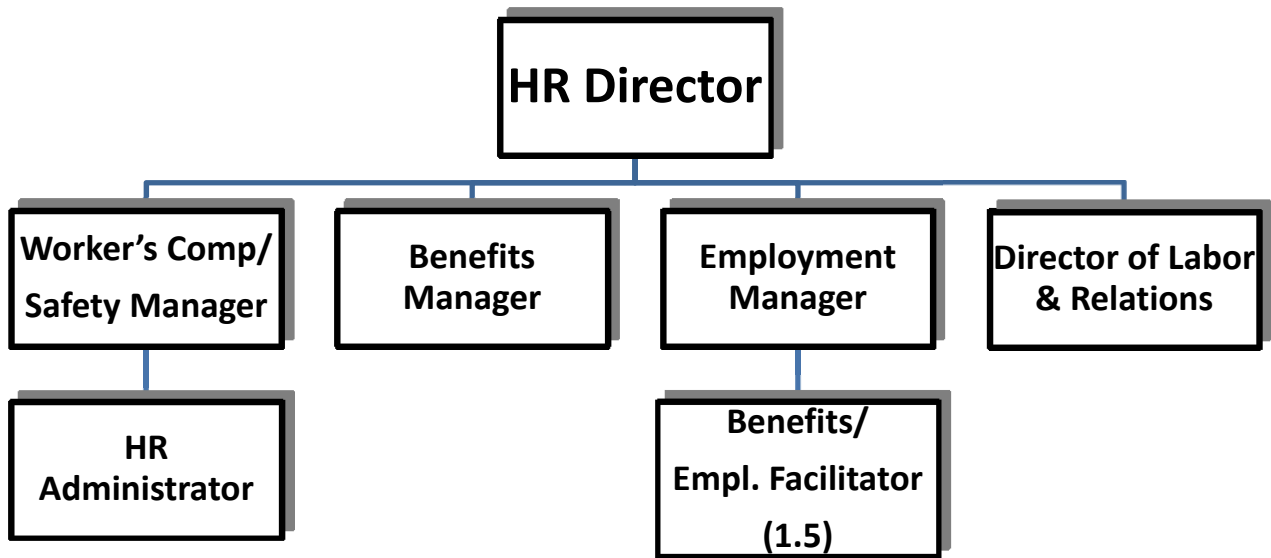 HR Director
Worker’s Comp/
Safety Manager
Benefits
Manager
Employment
Manager
Director of Labor
& Relations
HR
Administrator
Benefits/
Empl. Facilitator
(1.5)